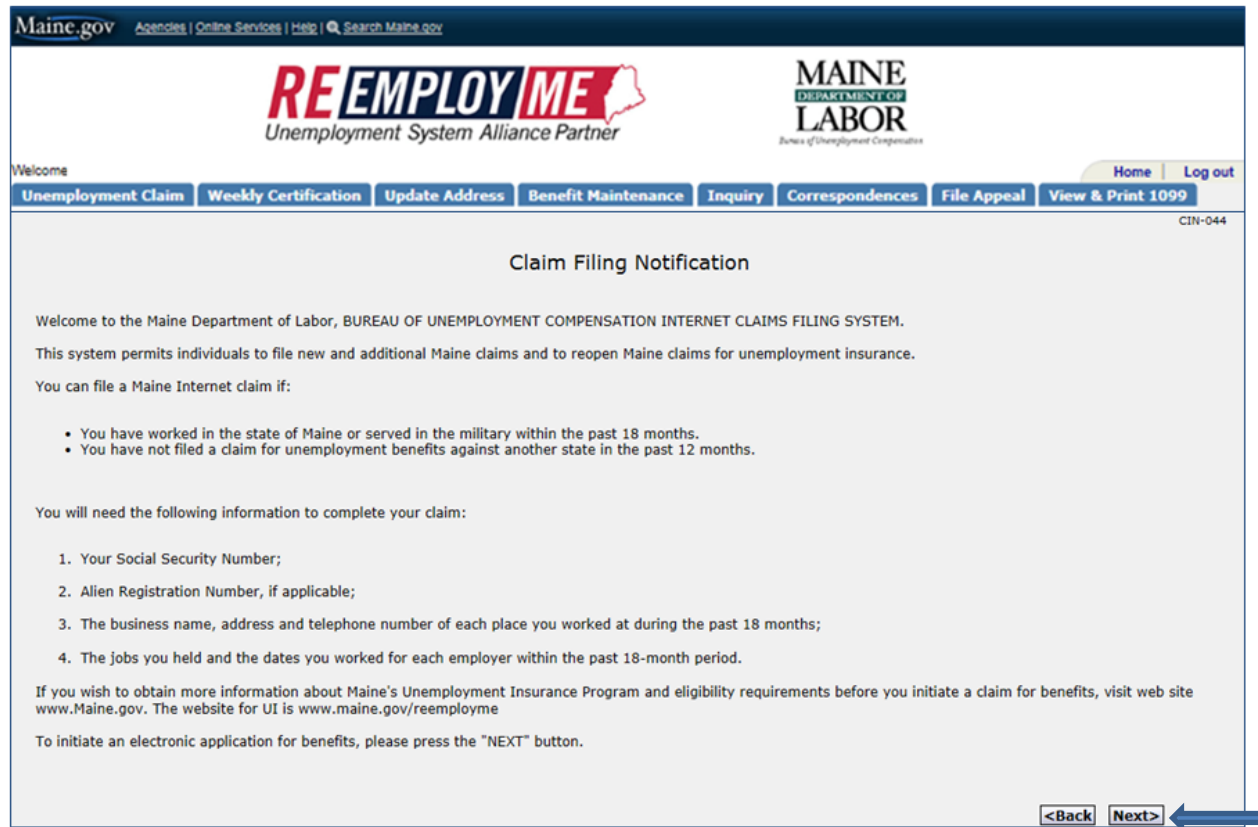 Maine.gov Agencies | Online Services | Help | Search Maine.gov
REEMPLOYME
Unemployment System Alliance Partner
MAINE
DEPARTMENT OF
LABOR
Bureau of Unemployment Compensation
Welcome
Home | Log out
Unemployment Claim Weekly Certification Update Address Benefit Maintenance Inquiry Correspondences File Appeal View & Print 1099
CIN-044
Claim Filing Notification
Welcome to the Maine Department of Labor, BUREAU OF UNEMPLOYMENT COMPENSATION INTERNET CLAIMS FILING SYSTEM.
This system permits individuals to file new and additional Maine claims and to reopen Maine claims for unemployment insurance.
You can file a Maine Internet claim if:
• You have worked in the state of Maine or served in the military within the past 18 months.
• You have not filed a claim for unemployment benefits against another state in the past 12 months.
You will need the following information to complete your claim:
1. Your Social Security Number;
2. Alien Registration Number, if applicable;
3. The business name, address and telephone number of each place you worked at during the past 18 months;
4. The jobs you held and the dates you worked for each employer within the past 18-month period.
If you wish to obtain more information about Maine's Unemployment Insurance Program and eligibility requirements before you initiate a claim for benefits, visit web site
www.Maine.gov. The website for UI is www.maine.gov/reemployme
To initiate an electronic application for benefits, please press the "NEXT" button.
<Back Next>